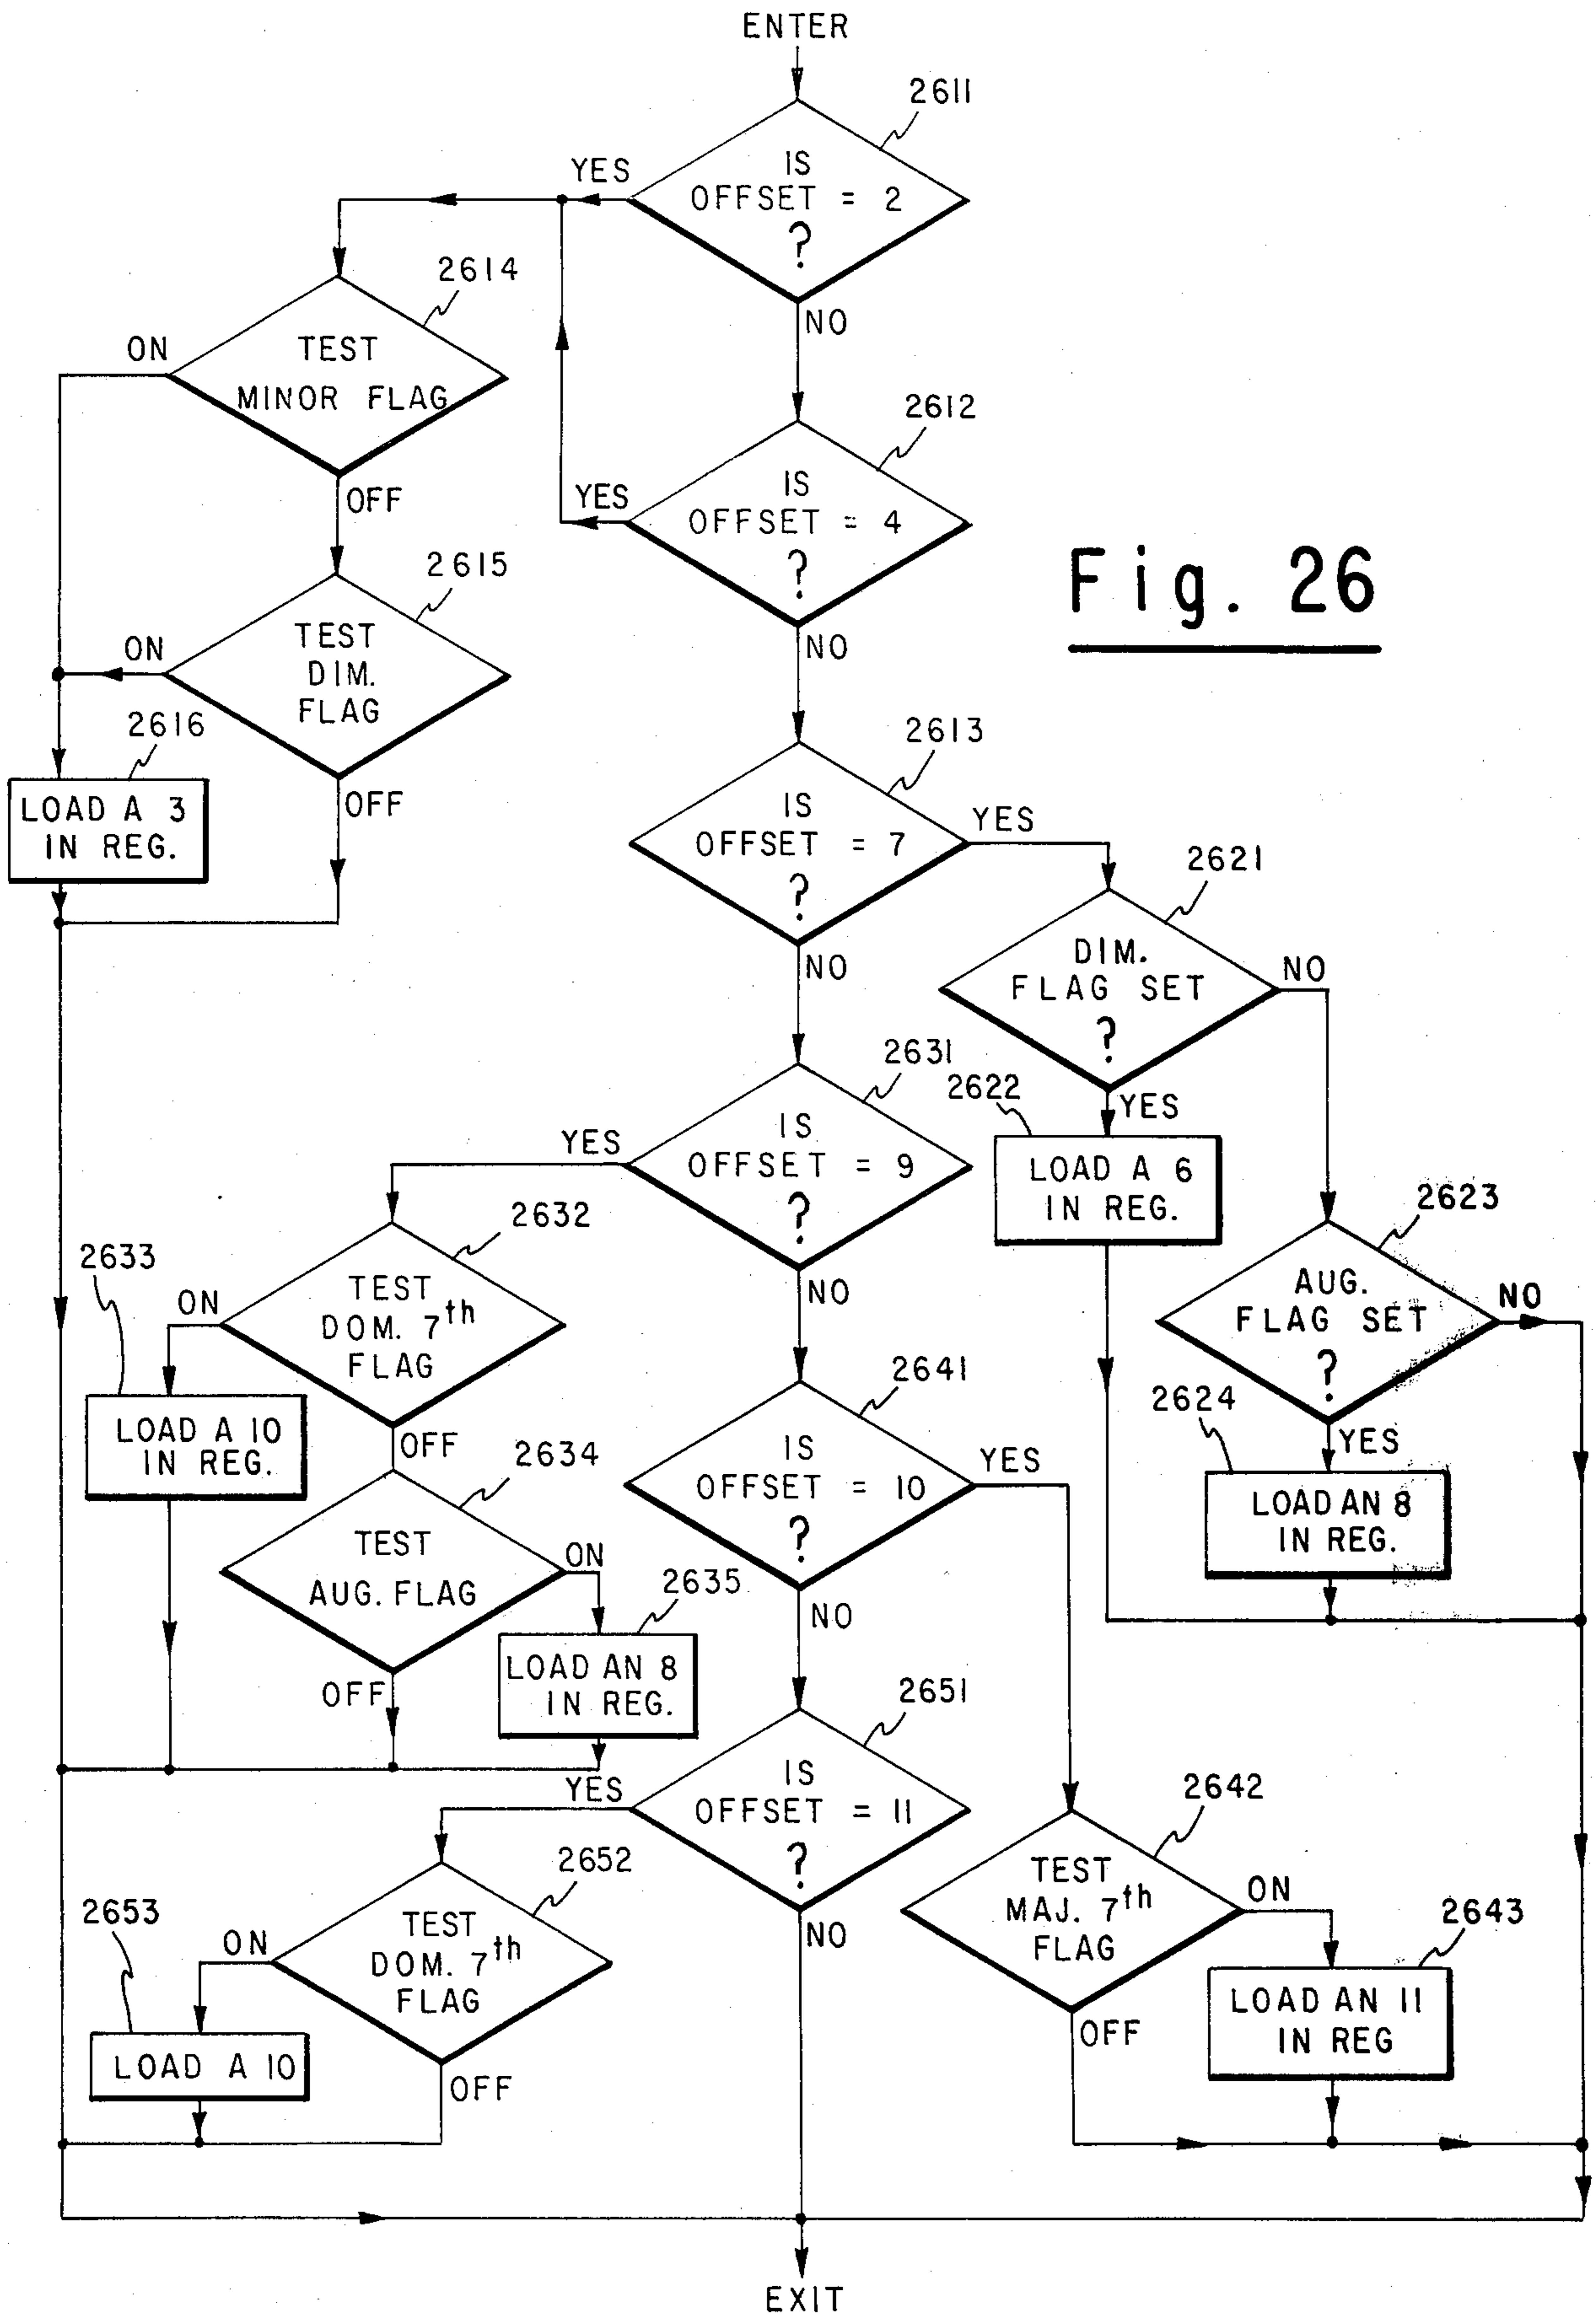 ENTER
2611
IS
OFFSET = 2
?
YES
NO
2614
TEST
MINOR FLAG
ON
OFF
2612
IS
OFFSET = 4
?
YES
NO
Fig. 26
2615
TEST
DIM.
FLAG
ON
OFF
2616
LOAD A 3
IN REG.
2613
IS
OFFSET = 7
?
YES
NO
2621
DIM.
FLAG SET
?
NO
YES
2622
LOAD A 6
IN REG.
2623
AUG.
FLAG SET
?
NO
YES
2624
LOAD AN 8
IN REG.
2631
IS
OFFSET = 9
?
YES
NO
2632
TEST
DOM. 7th
FLAG
ON
OFF
2633
LOAD A 10
IN REG.
2634
TEST
AUG. FLAG
ON
OFF
2635
LOAD AN 8
IN REG.
2641
IS
OFFSET = 10
?
YES
NO
2642
TEST
MAJ. 7th
FLAG
ON
OFF
2643
LOAD AN 11
IN REG
2651
IS
OFFSET = 11
?
YES
NO
2652
TEST
DOM. 7th
FLAG
ON
OFF
2653
LOAD A 10
EXIT